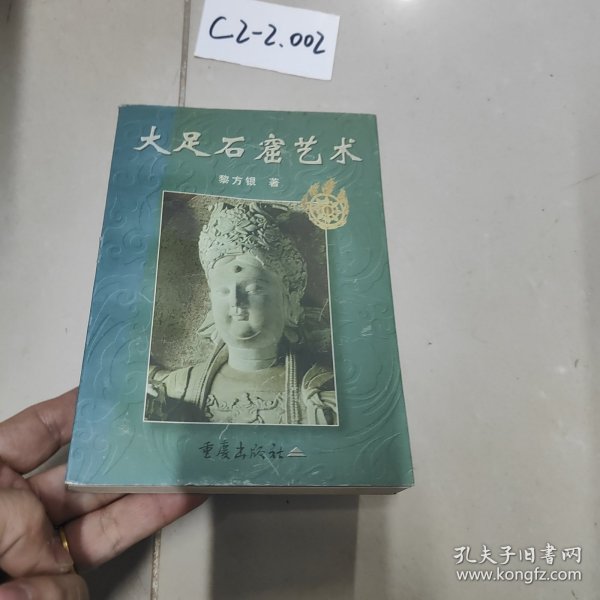 C2-2.002
大足石窟艺术
黎方银 著
重庆出版社
孔夫子旧书网
www.kongfz.com